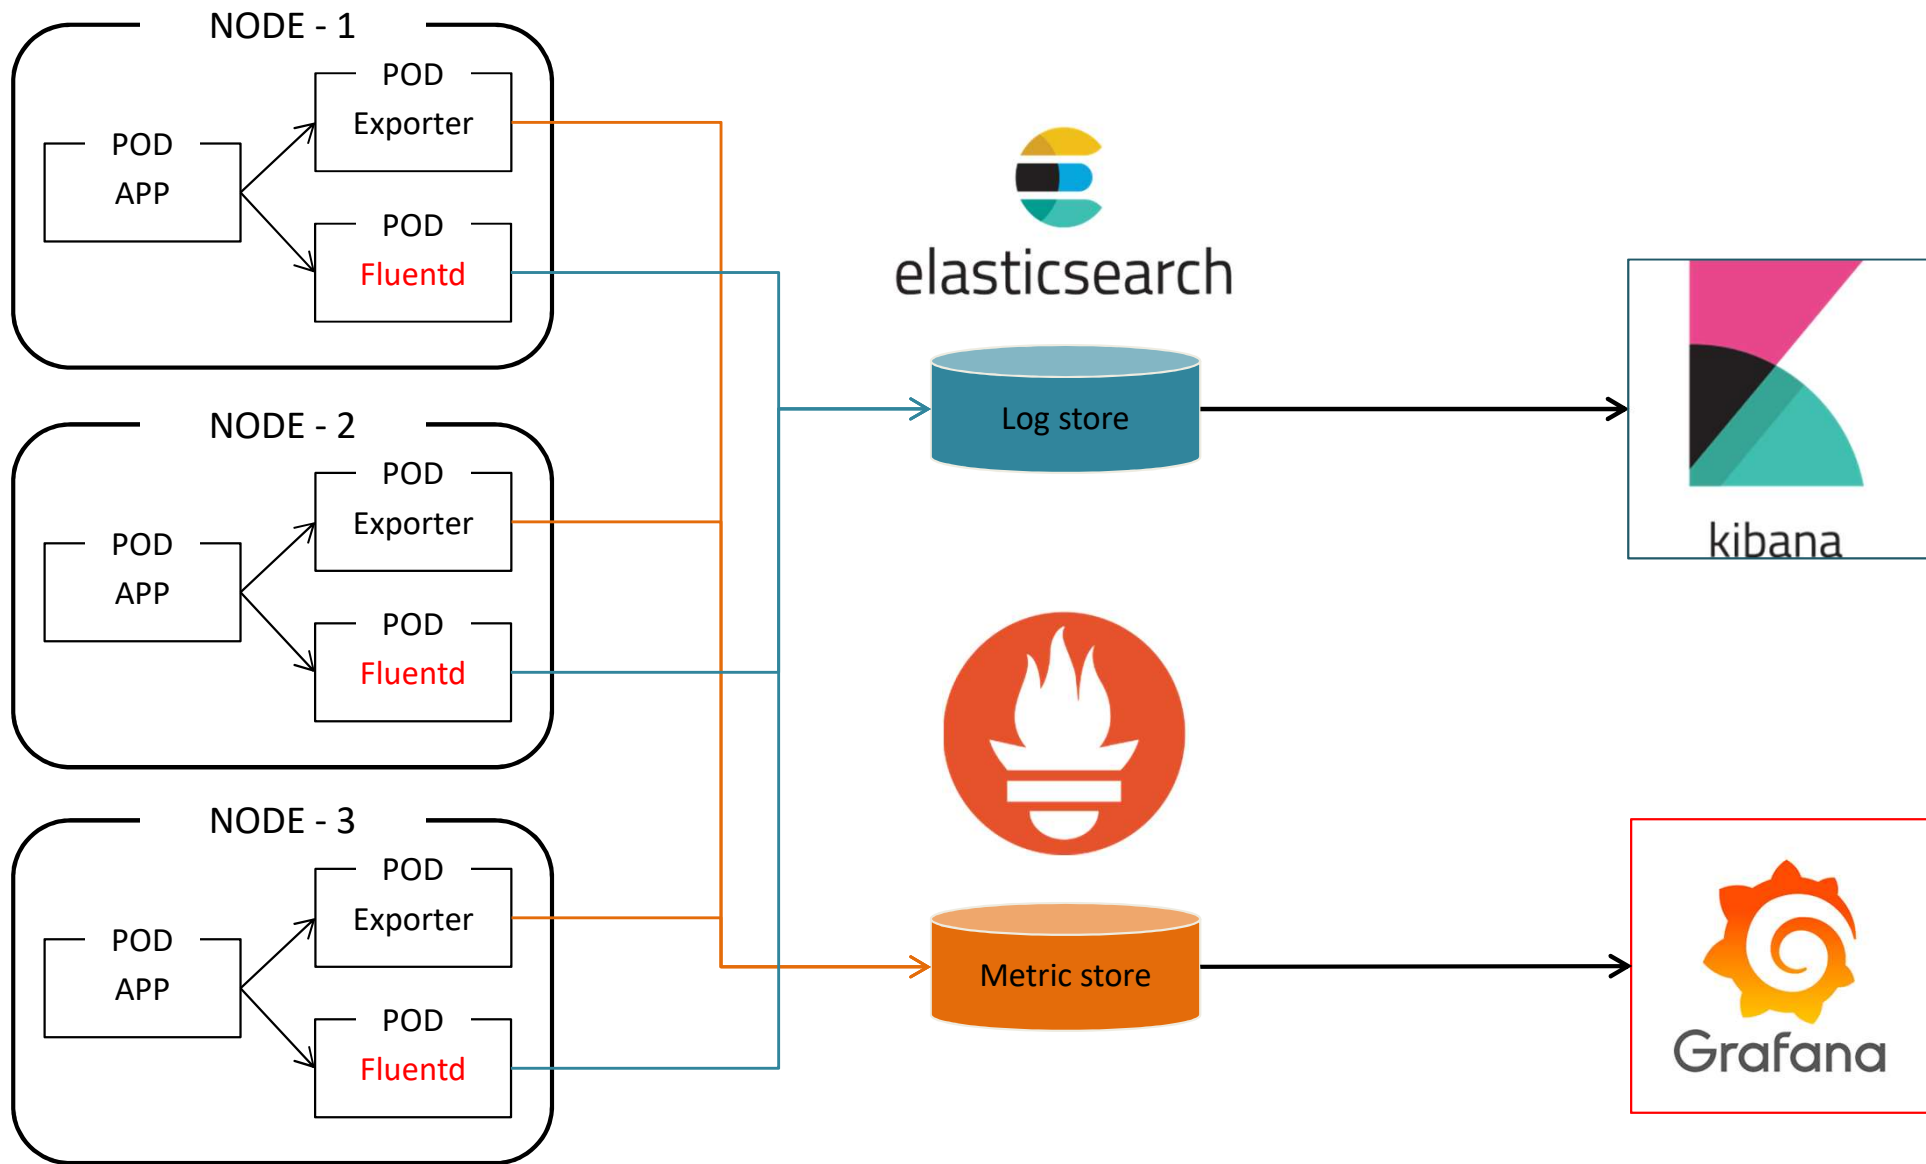 NODE - 1
POD
Exporter
POD
APP
POD
Fluentd
NODE - 2
POD
Exporter
POD
APP
POD
Fluentd
NODE - 3
POD
Exporter
POD
APP
POD
Fluentd
elasticsearch
Log store
kibana
Metric store
Grafana